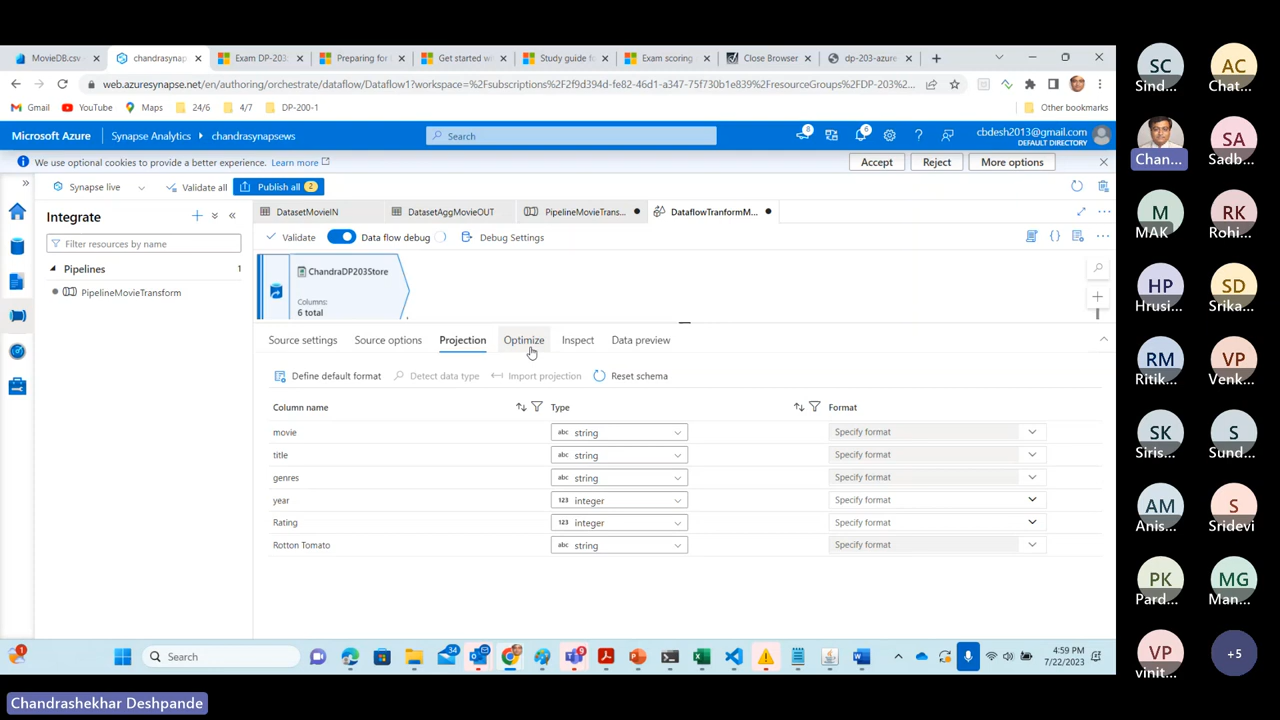 MovieDB.csv
chandrasynap
Exam DP-203
Preparing for
Get started wi
Study guide fo
Exam scoring
Close Browser
dp-203-azure
web.azuresynapse.net/en/authoring/orchestrate/dataflow/Dataflow1?workspace=%2Fsubscriptions%2F2f9d394d-fe82-46d1-a347-75f730b1e839%2FresourceGroups%2FDP-203%2...
Gmail
YouTube
Maps
24/6
4/7
DP-200-1
Other bookmarks
Microsoft Azure
Synapse Analytics
chandrasynapsews
Search
8
6
cbdesh2013@gmail.com
DEFAULT DIRECTORY
We use optional cookies to provide a better experience. Learn more
Accept
Reject
More options
Synapse live
Validate all
Publish all 2
Integrate
DatasetMovieIN
DatasetAggMovieOUT
PipelineMovieTrans...
DataflowTranformM...
Filter resources by name
Validate
Data flow debug
Debug Settings
Pipelines
1
PipelineMovieTransform
ChandraDP203Store
Columns:
6 total
Source settings
Source options
Projection
Optimize
Inspect
Data preview
Define default format
Detect data type
Import projection
Reset schema
Column name
Type
Format
movie
abc string
Specify format
title
abc string
Specify format
genres
abc string
Specify format
year
123 integer
Specify format
Rating
123 integer
Specify format
Rotton Tomato
abc string
Specify format
1
Search
34
9
4:59 PM
7/22/2023
Chandrashekhar Deshpande
SC
Sind...
AC
Chat...
Chan...
SA
Sadb...
M
MAK
RK
Rohi...
HP
Hrusi...
SD
Srika...
RM
Ritik...
VP
Venk...
SK
Siris...
S
Sund...
AM
Anis...
S
Sridevi
PK
Pard...
MG
Man...
VP
vinit...
+5